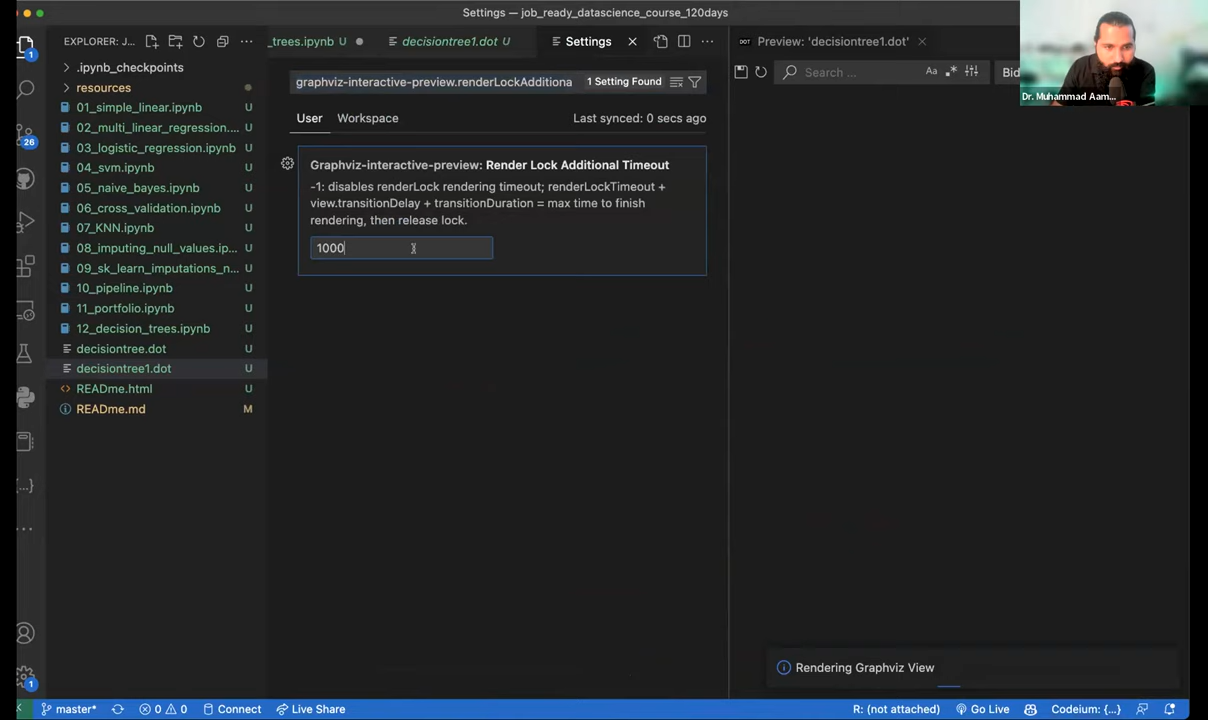 Settings — job_ready_datascience_course_120days
EXPLORER: J...
_trees.ipynb U
decisiontree1.dot U
Settings
Preview: 'decisiontree1.dot'
1
.ipynb_checkpoints
graphviz-interactive-preview.renderLockAdditiona
1 Setting Found
Search ...
Aa
Bid
Dr. Muhammad Aam...
resources
01_simple_linear.ipynb U
User
Workspace
Last synced: 0 secs ago
26
02_multi_linear_regression.... U
03_logistic_regression.ipynb U
04_svm.ipynb U
05_naive_bayes.ipynb U
06_cross_validation.ipynb U
07_KNN.ipynb U
08_imputing_null_values.ip... U
09_sk_learn_imputations_n... U
10_pipeline.ipynb U
11_portfolio.ipynb U
12_decision_trees.ipynb U
decisiontree.dot U
decisiontree1.dot U
READme.html U
READme.md M
Graphviz-interactive-preview: Render Lock Additional Timeout
-1: disables renderLock rendering timeout; renderLockTimeout +
view.transitionDelay + transitionDuration = max time to finish
rendering, then release lock.
1000
Rendering Graphviz View
1
master*
0
0
Connect
Live Share
R: (not attached)
Go Live
Codeium: {...}